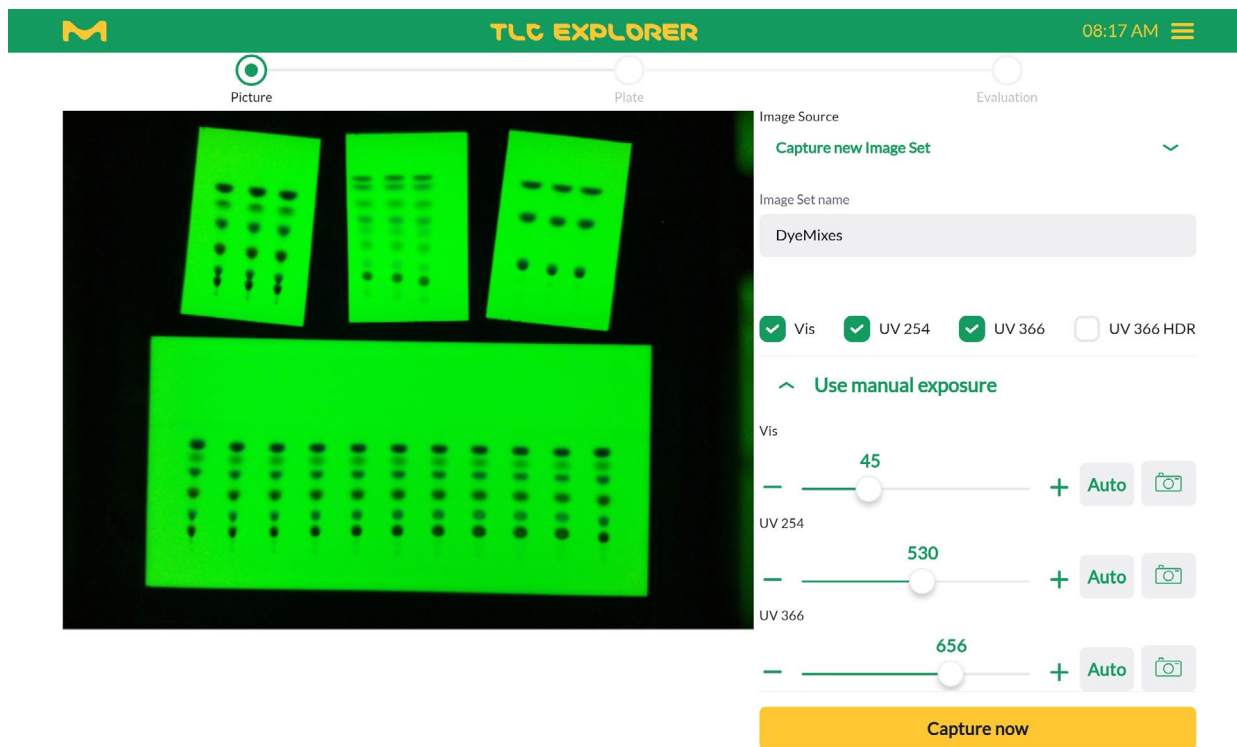 TLC EXPLORER
08:17 AM
Picture
Plate
Evaluation
Image Source
Capture new Image Set
Image Set name
DyeMixes
Vis
UV 254
UV 366
UV 366 HDR
Use manual exposure
Vis
45
Auto
UV 254
530
Auto
UV 366
656
Auto
Capture now